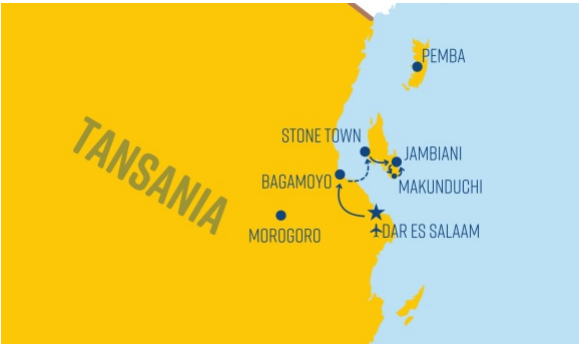 PEMBA
STONE TOWN
JAMBIANI
BAGAMOYO
MAKUNDUCHI
TANSANIA
MOROGORO
DAR ES SALAAM